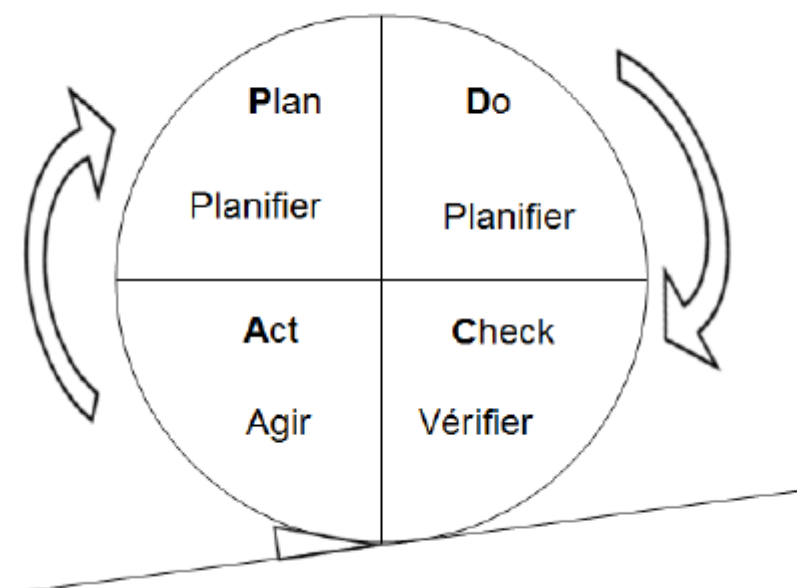 Plan
Do
Planifier
Planifier
Act
Check
Agir
Vérifier